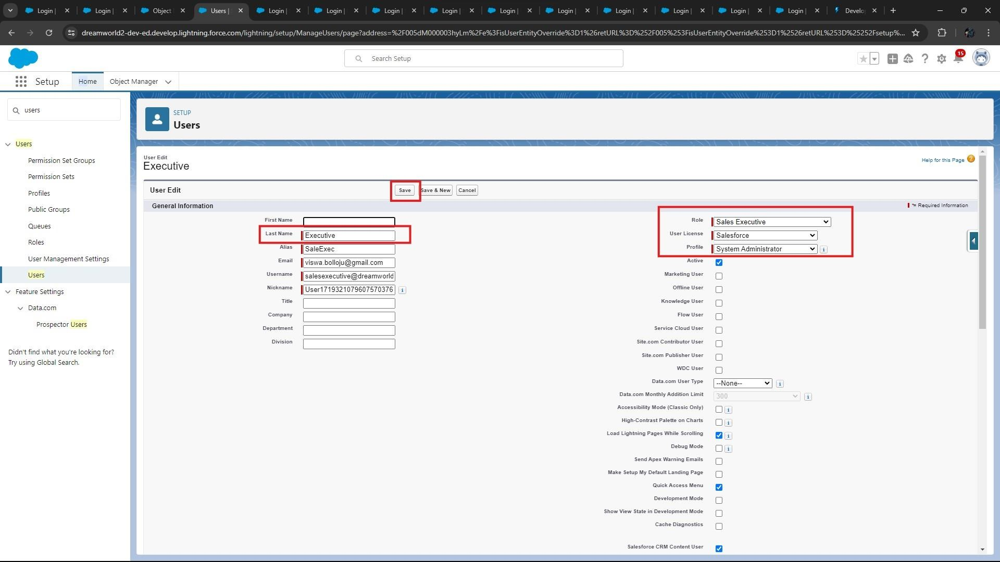 Login |
Login |
Object
Users |
Login |
Login |
Login |
Login |
Login |
Login |
Login |
Login |
Login |
Login |
Develo
dreamworld2-dev-ed.develop.lightning.force.com/lightning/setup/ManageUsers/page?address=%2F005dM000003hyLm%2Fe%3FisUserEntityOverride%3D1%26retURL%3D%252F005%253FisUserEntityOverride%253D1%2526retURL%253D%25252Fsetup%...
Search Setup
15
Setup
Home
Object Manager
users
Users
Permission Set Groups
Permission Sets
Profiles
Public Groups
Queues
Roles
User Management Settings
Users
Feature Settings
Data.com
Prospector Users
Didn't find what you're looking for?
Try using Global Search.
SETUP
Users
User Edit
Executive
Help for this Page
User Edit
Save
Save & New
Cancel
General Information
= Required Information
First Name
Last Name Executive
Alias SaleExec
Email viswa.bolloju@gmail.com
Username salesexecutive@dreamworld
Nickname User1719321079607570376
Title
Company
Department
Division
Role Sales Executive
User License Salesforce
Profile System Administrator
Active
Marketing User
Offline User
Knowledge User
Flow User
Service Cloud User
Site.com Contributor User
Site.com Publisher User
WDC User
Data.com User Type --None--
Data.com Monthly Addition Limit 300
Accessibility Mode (Classic Only)
High-Contrast Palette on Charts
Load Lightning Pages While Scrolling
Debug Mode
Send Apex Warning Emails
Make Setup My Default Landing Page
Quick Access Menu
Development Mode
Show View State in Development Mode
Cache Diagnostics
Salesforce CRM Content User